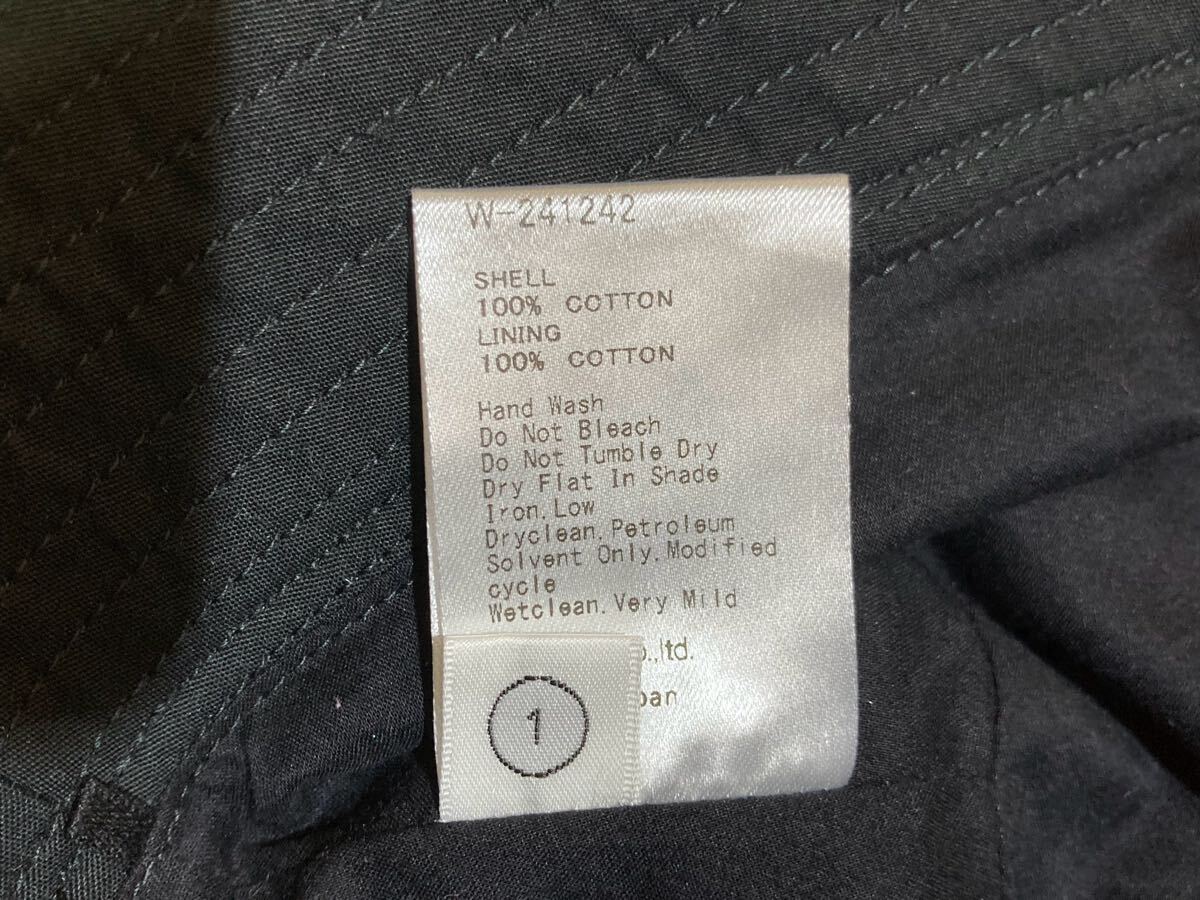 W-241242
SHELL
100% COTTON
LINING
100% COTTON
Hand Wash
Do Not Bleach
Do Not Tumble Dry
Dry Flat In Shade
Iron.Low
Dryclean.Petroleum
Solvent Only.Modified
cycle
Wetclean.Very Mild
.,ltd.
1